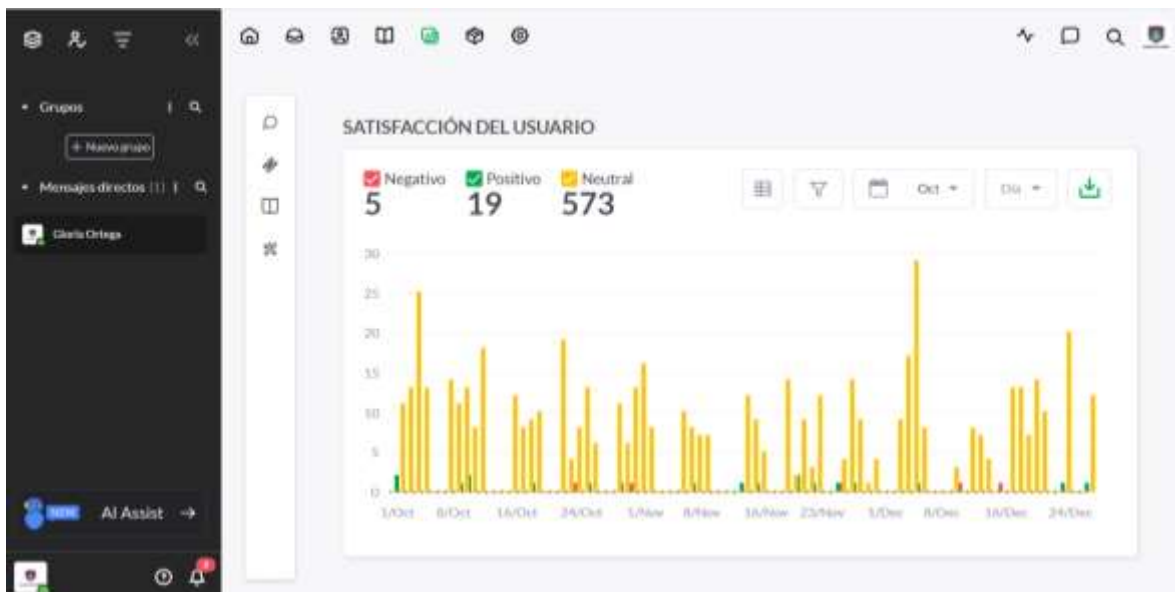 Grupos
+ Nuevo grupo
Mensajes directos (1)
Gloria Ortega
NEW AI Assist →
SATISFACCIÓN DEL USUARIO
Negativo Positivo Neutral
5 19 573
Oct Día
30
25
20
15
10
5
0
1/Oct 8/Oct 16/Oct 24/Oct 1/Nov 8/Nov 16/Nov 23/Nov 1/Dec 8/Dec 16/Dec 24/Dec